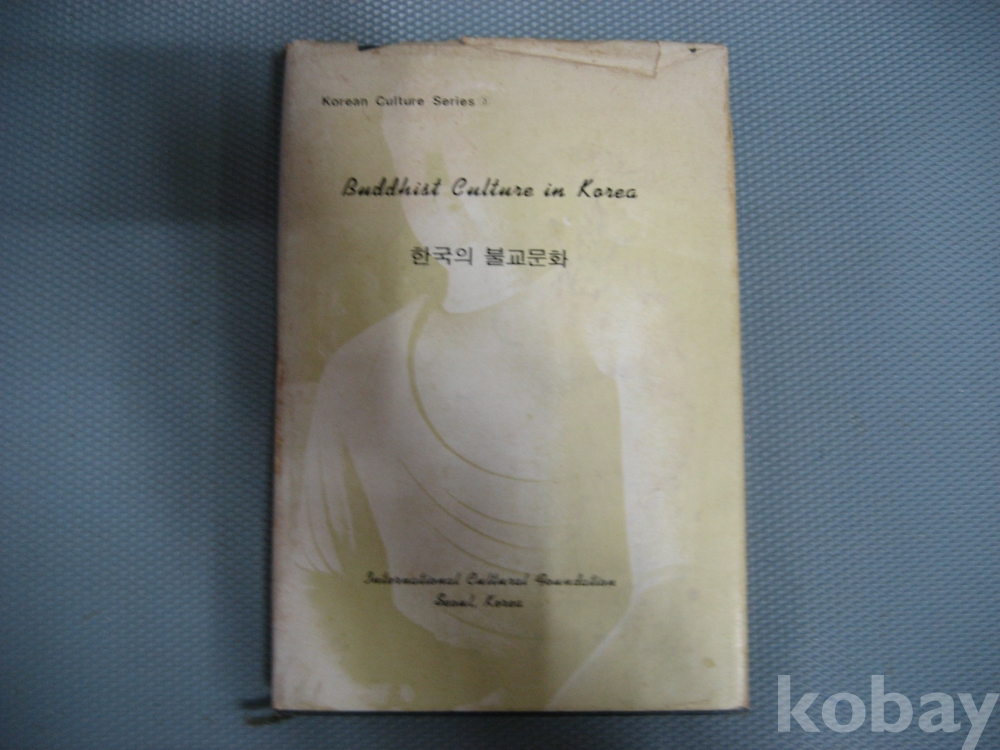 Korean Culture Series
Buddhist Culture in Korea
한국의 불교문화
International Cultural Foundation
Seoul, Korea
kobay